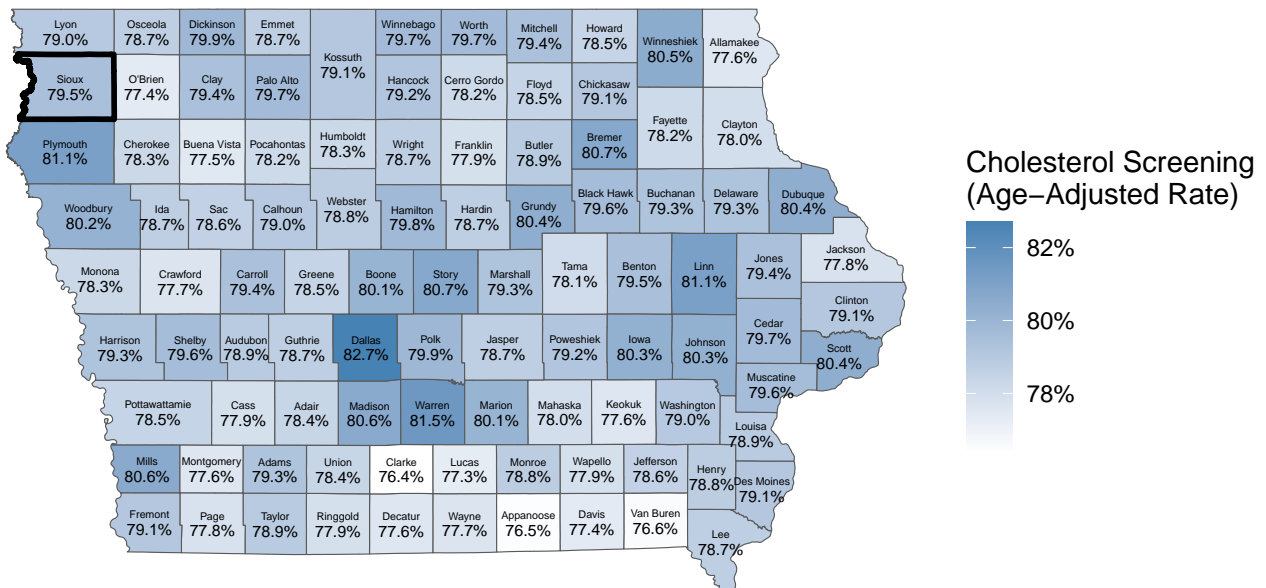 Lyon
79.0%
Osceola
78.7%
Dickinson
79.9%
Emmet
78.7%
Winnebago
79.7%
Worth
79.7%
Mitchell
79.4%
Howard
78.5%
Winneshiek
80.5%
Allamakee
77.6%
Kossuth
79.1%
Sioux
79.5%
O'Brien
77.4%
Clay
79.4%
Palo Alto
79.7%
Hancock
79.2%
Cerro Gordo
78.2%
Floyd
78.5%
Chickasaw
79.1%
Fayette
78.2%
Clayton
78.0%
Plymouth
81.1%
Cherokee
78.3%
Buena Vista
77.5%
Pocahontas
78.2%
Humboldt
78.3%
Wright
78.7%
Franklin
77.9%
Butler
78.9%
Bremer
80.7%
Woodbury
80.2%
Ida
78.7%
Sac
78.6%
Calhoun
79.0%
Webster
78.8%
Hamilton
79.8%
Hardin
78.7%
Grundy
80.4%
Black Hawk
79.6%
Buchanan
79.3%
Delaware
79.3%
Dubuque
80.4%
Monona
78.3%
Crawford
77.7%
Carroll
79.4%
Greene
78.5%
Boone
80.1%
Story
80.7%
Marshall
79.3%
Tama
78.1%
Benton
79.5%
Linn
81.1%
Jones
79.4%
Jackson
77.8%
Clinton
79.1%
Harrison
79.3%
Shelby
79.6%
Audubon
78.9%
Guthrie
78.7%
Dallas
82.7%
Polk
79.9%
Jasper
78.7%
Poweshiek
79.2%
Iowa
80.3%
Johnson
80.3%
Cedar
79.7%
Scott
80.4%
Muscatine
79.6%
Pottawattamie
78.5%
Cass
77.9%
Adair
78.4%
Madison
80.6%
Warren
81.5%
Marion
80.1%
Mahaska
78.0%
Keokuk
77.6%
Washington
79.0%
Louisa
78.9%
Mills
80.6%
Montgomery
77.6%
Adams
79.3%
Union
78.4%
Clarke
76.4%
Lucas
77.3%
Monroe
78.8%
Wapello
77.9%
Jefferson
78.6%
Henry
78.8%
Des Moines
79.1%
Fremont
79.1%
Page
77.8%
Taylor
78.9%
Ringgold
77.9%
Decatur
77.6%
Wayne
77.7%
Appanoose
76.5%
Davis
77.4%
Van Buren
76.6%
Lee
78.7%
Cholesterol Screening
(Age−Adjusted Rate)
82%
80%
78%